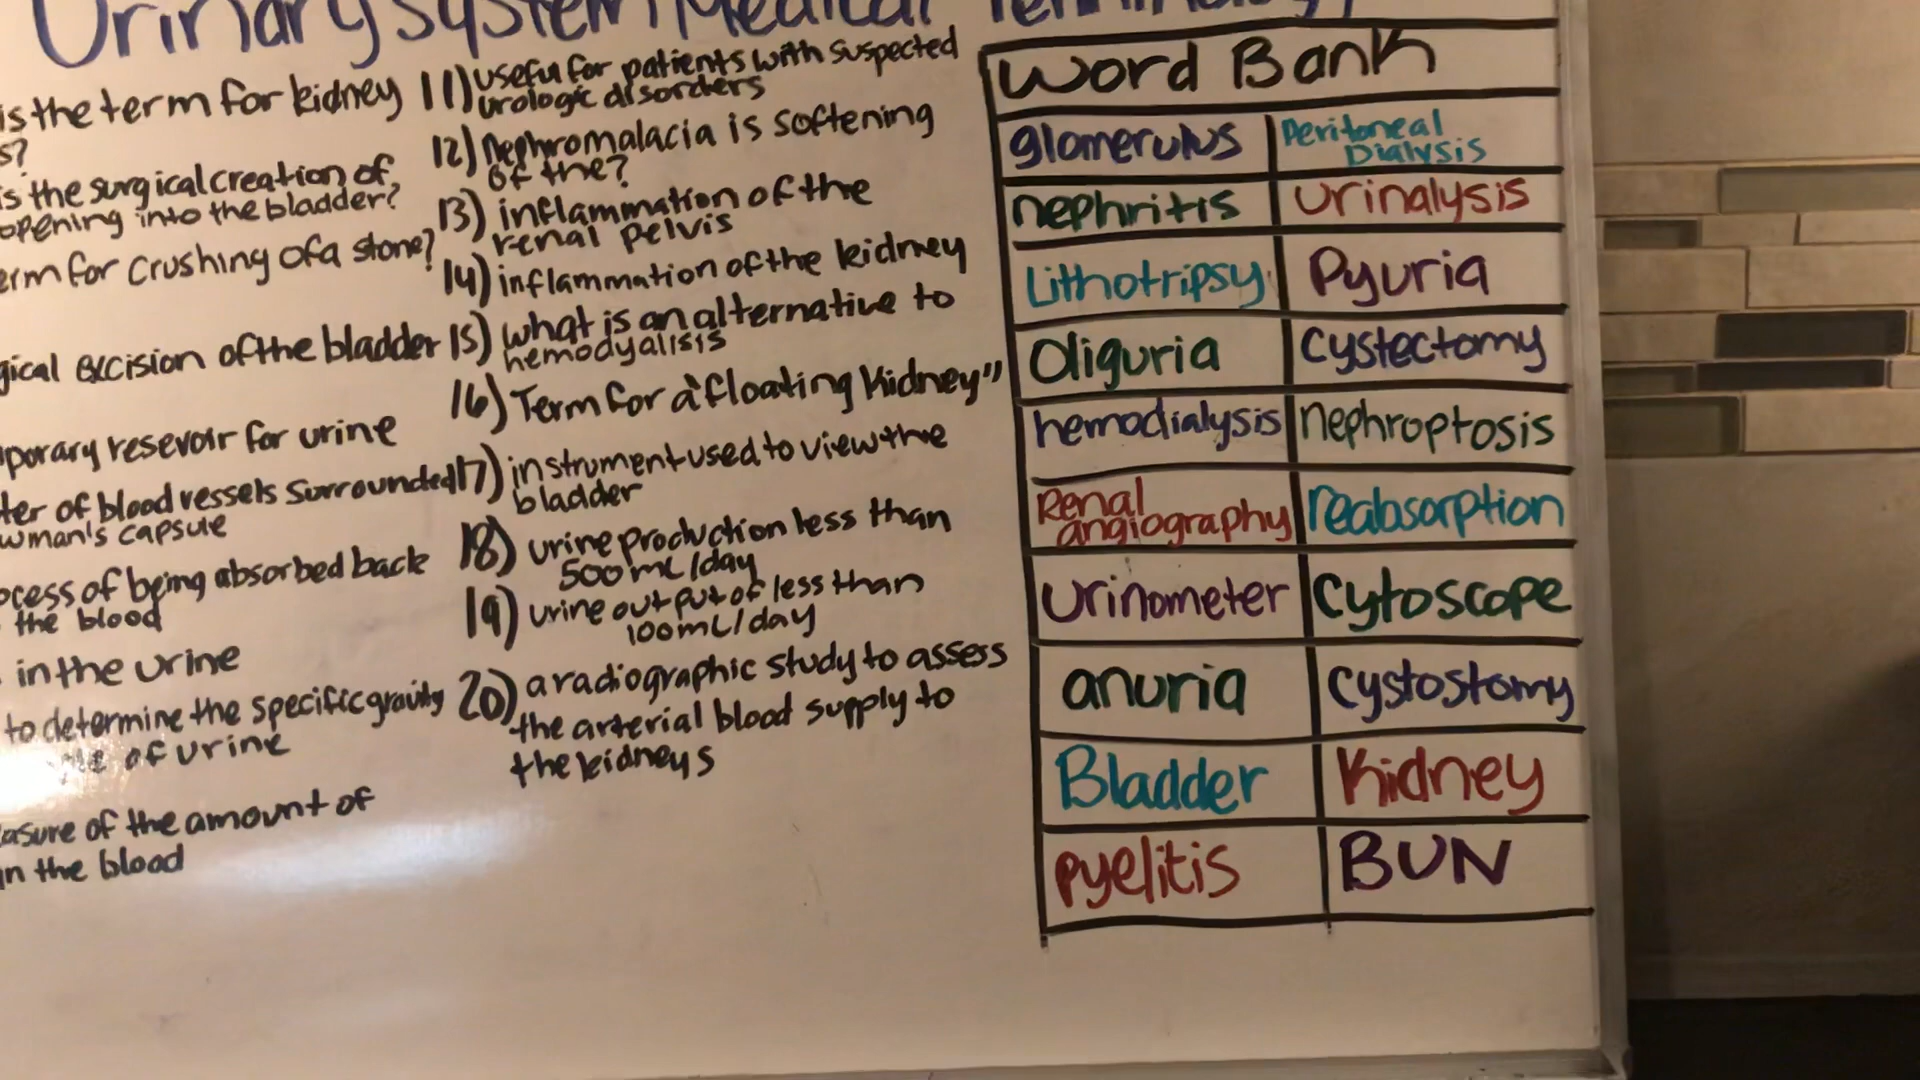 Urinary System Medical Terminology
is the term for kidney
s?
is the surgical creation of
opening into the bladder?
erm for crushing of a stone?
gical excision of the bladder
porary resevoir for urine
ter of blood vessels surrounded
wman's capsule
ocess of being absorbed back
the blood
in the urine
to determine the specific gravity
of urine
asure of the amount of
in the blood
11) useful for patients with suspected
urologic disorders
12) Nephromalacia is softening
of the?
13) inflammation of the
renal pelvis
14) inflammation of the kidney
15) what is an alternative to
hemodyalisis
16) Term for a "floating Kidney"
17) instrument used to view the
bladder
18) urine production less than
500 mL/day
19) urine output of less than
100mL/day
20) a radiographic study to assess
the arterial blood supply to
the kidneys
Word Bank
glomerulus
Peritoneal
Dialysis
nephritis
urinalysis
Lithotripsy
Pyuria
Oliguria
Cystectomy
hemodialysis
nephroptosis
Renal
angiography
reabsorption
Urinometer
Cytoscope
anuria
Cystostomy
Bladder
Kidney
pyelitis
BUN